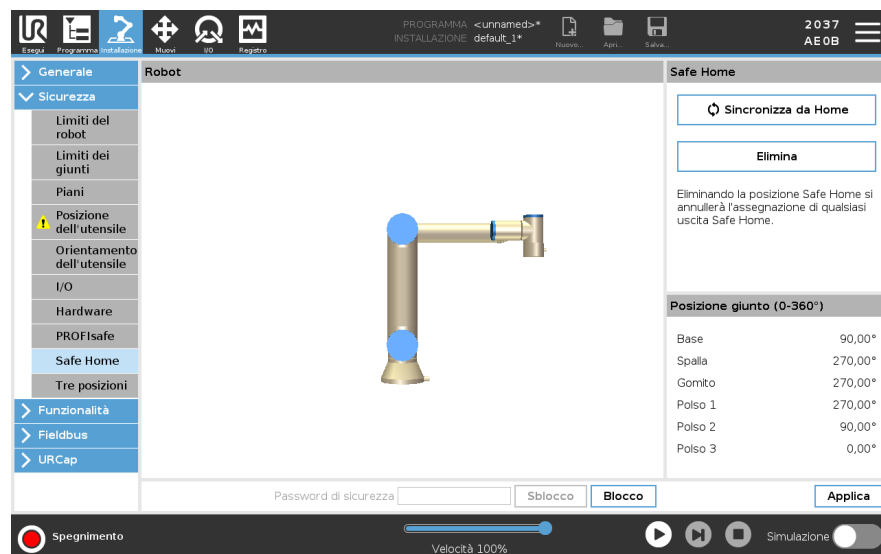 UR
PROGRAMMA <unnamed>*
INSTALLAZIONE default_1*
Esegui
Programma
Installazione
Muovi
I/O
Registro
Nuovo...
Apri...
Salva...
2037
AE0B
Generale
Sicurezza
Limiti del
robot
Limiti dei
giunti
Piani
Posizione
dell'utensile
Orientamento
dell'utensile
I/O
Hardware
PROFIsafe
Safe Home
Tre posizioni
Funzionalità
Fieldbus
URCap
Robot
Safe Home
Sincronizza da Home
Elimina
Eliminando la posizione Safe Home si
annullerà l'assegnazione di qualsiasi
uscita Safe Home.
Posizione giunto (0-360°)
Base 90,00°
Spalla 270,00°
Gomito 270,00°
Polso 1 270,00°
Polso 2 90,00°
Polso 3 0,00°
Password di sicurezza
Sblocco
Blocco
Applica
Spegnimento
Velocità 100%
Simulazione